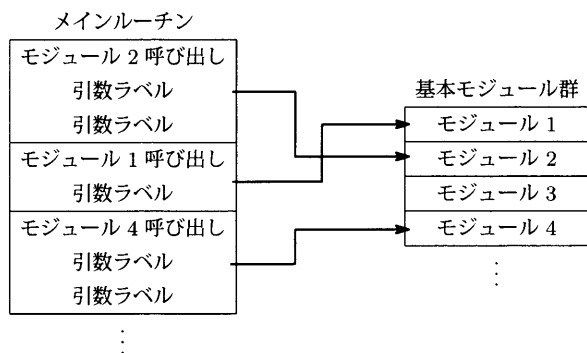 メインルーチン
モジュール 2 呼び出し
引数ラベル
引数ラベル
モジュール 1 呼び出し
引数ラベル
モジュール 4 呼び出し
引数ラベル
引数ラベル
基本モジュール群
モジュール 1
モジュール 2
モジュール 3
モジュール 4